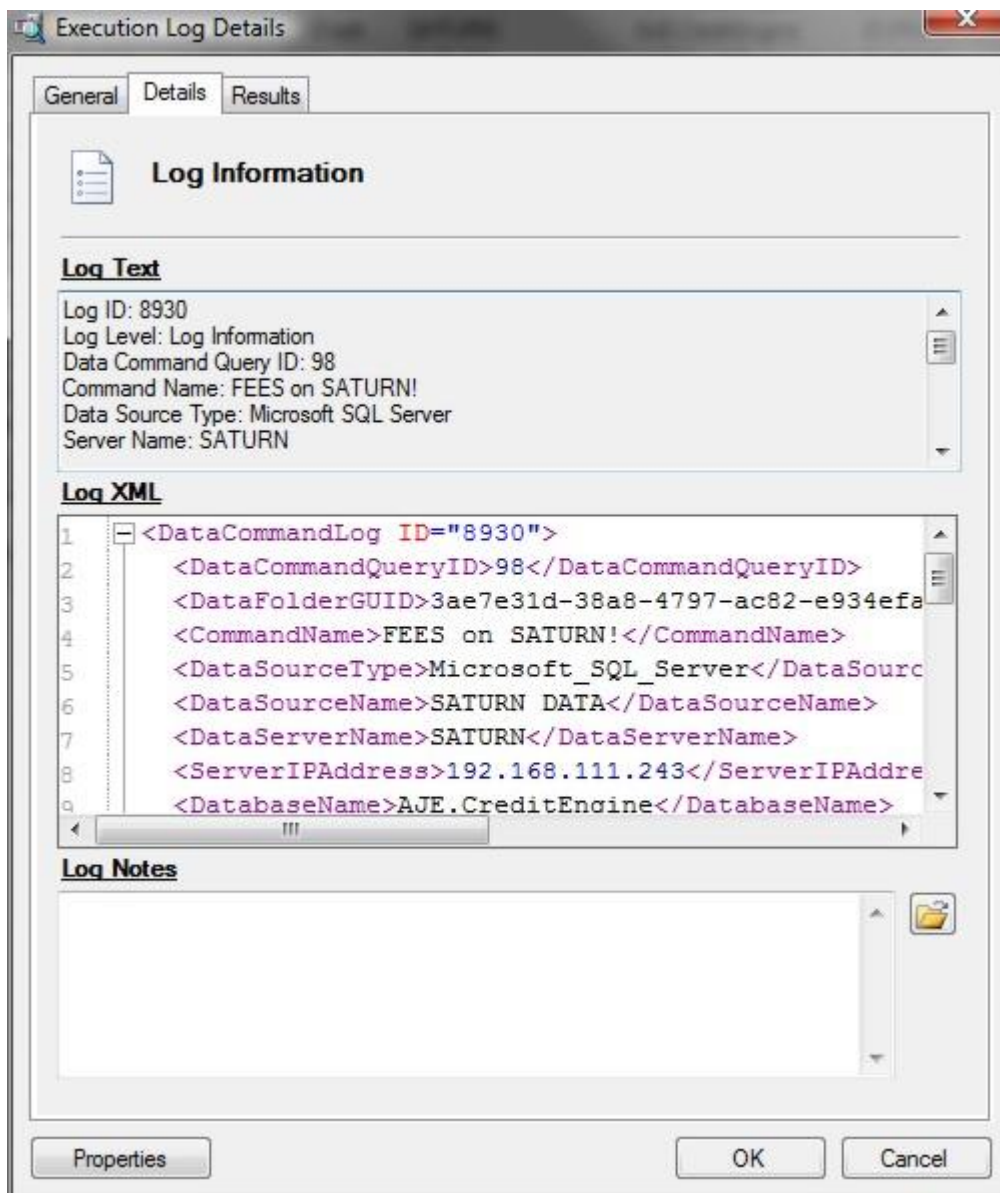 Execution Log Details
General Details Results
Log Information
Log Text
Log ID: 8930
Log Level: Log Information
Data Command Query ID: 98
Command Name: FEES on SATURN!
Data Source Type: Microsoft SQL Server
Server Name: SATURN
Log XML
1 <DataCommandLog ID="8930">
2 <DataCommandQueryID>98</DataCommandQueryID>
3 <DataFolderGUID>3ae7e31d-38a8-4797-ac82-e934efa
4 <CommandName>FEES on SATURN!</CommandName>
5 <DataSourceType>Microsoft_SQL_Server</DataSourc
6 <DataSourceName>SATURN DATA</DataSourceName>
7 <DataServerName>SATURN</DataServerName>
8 <ServerIPAddress>192.168.111.243</ServerIPAddre
9 <DatabaseName>AJE.CreditEngine</DatabaseName>
Log Notes
Properties OK Cancel